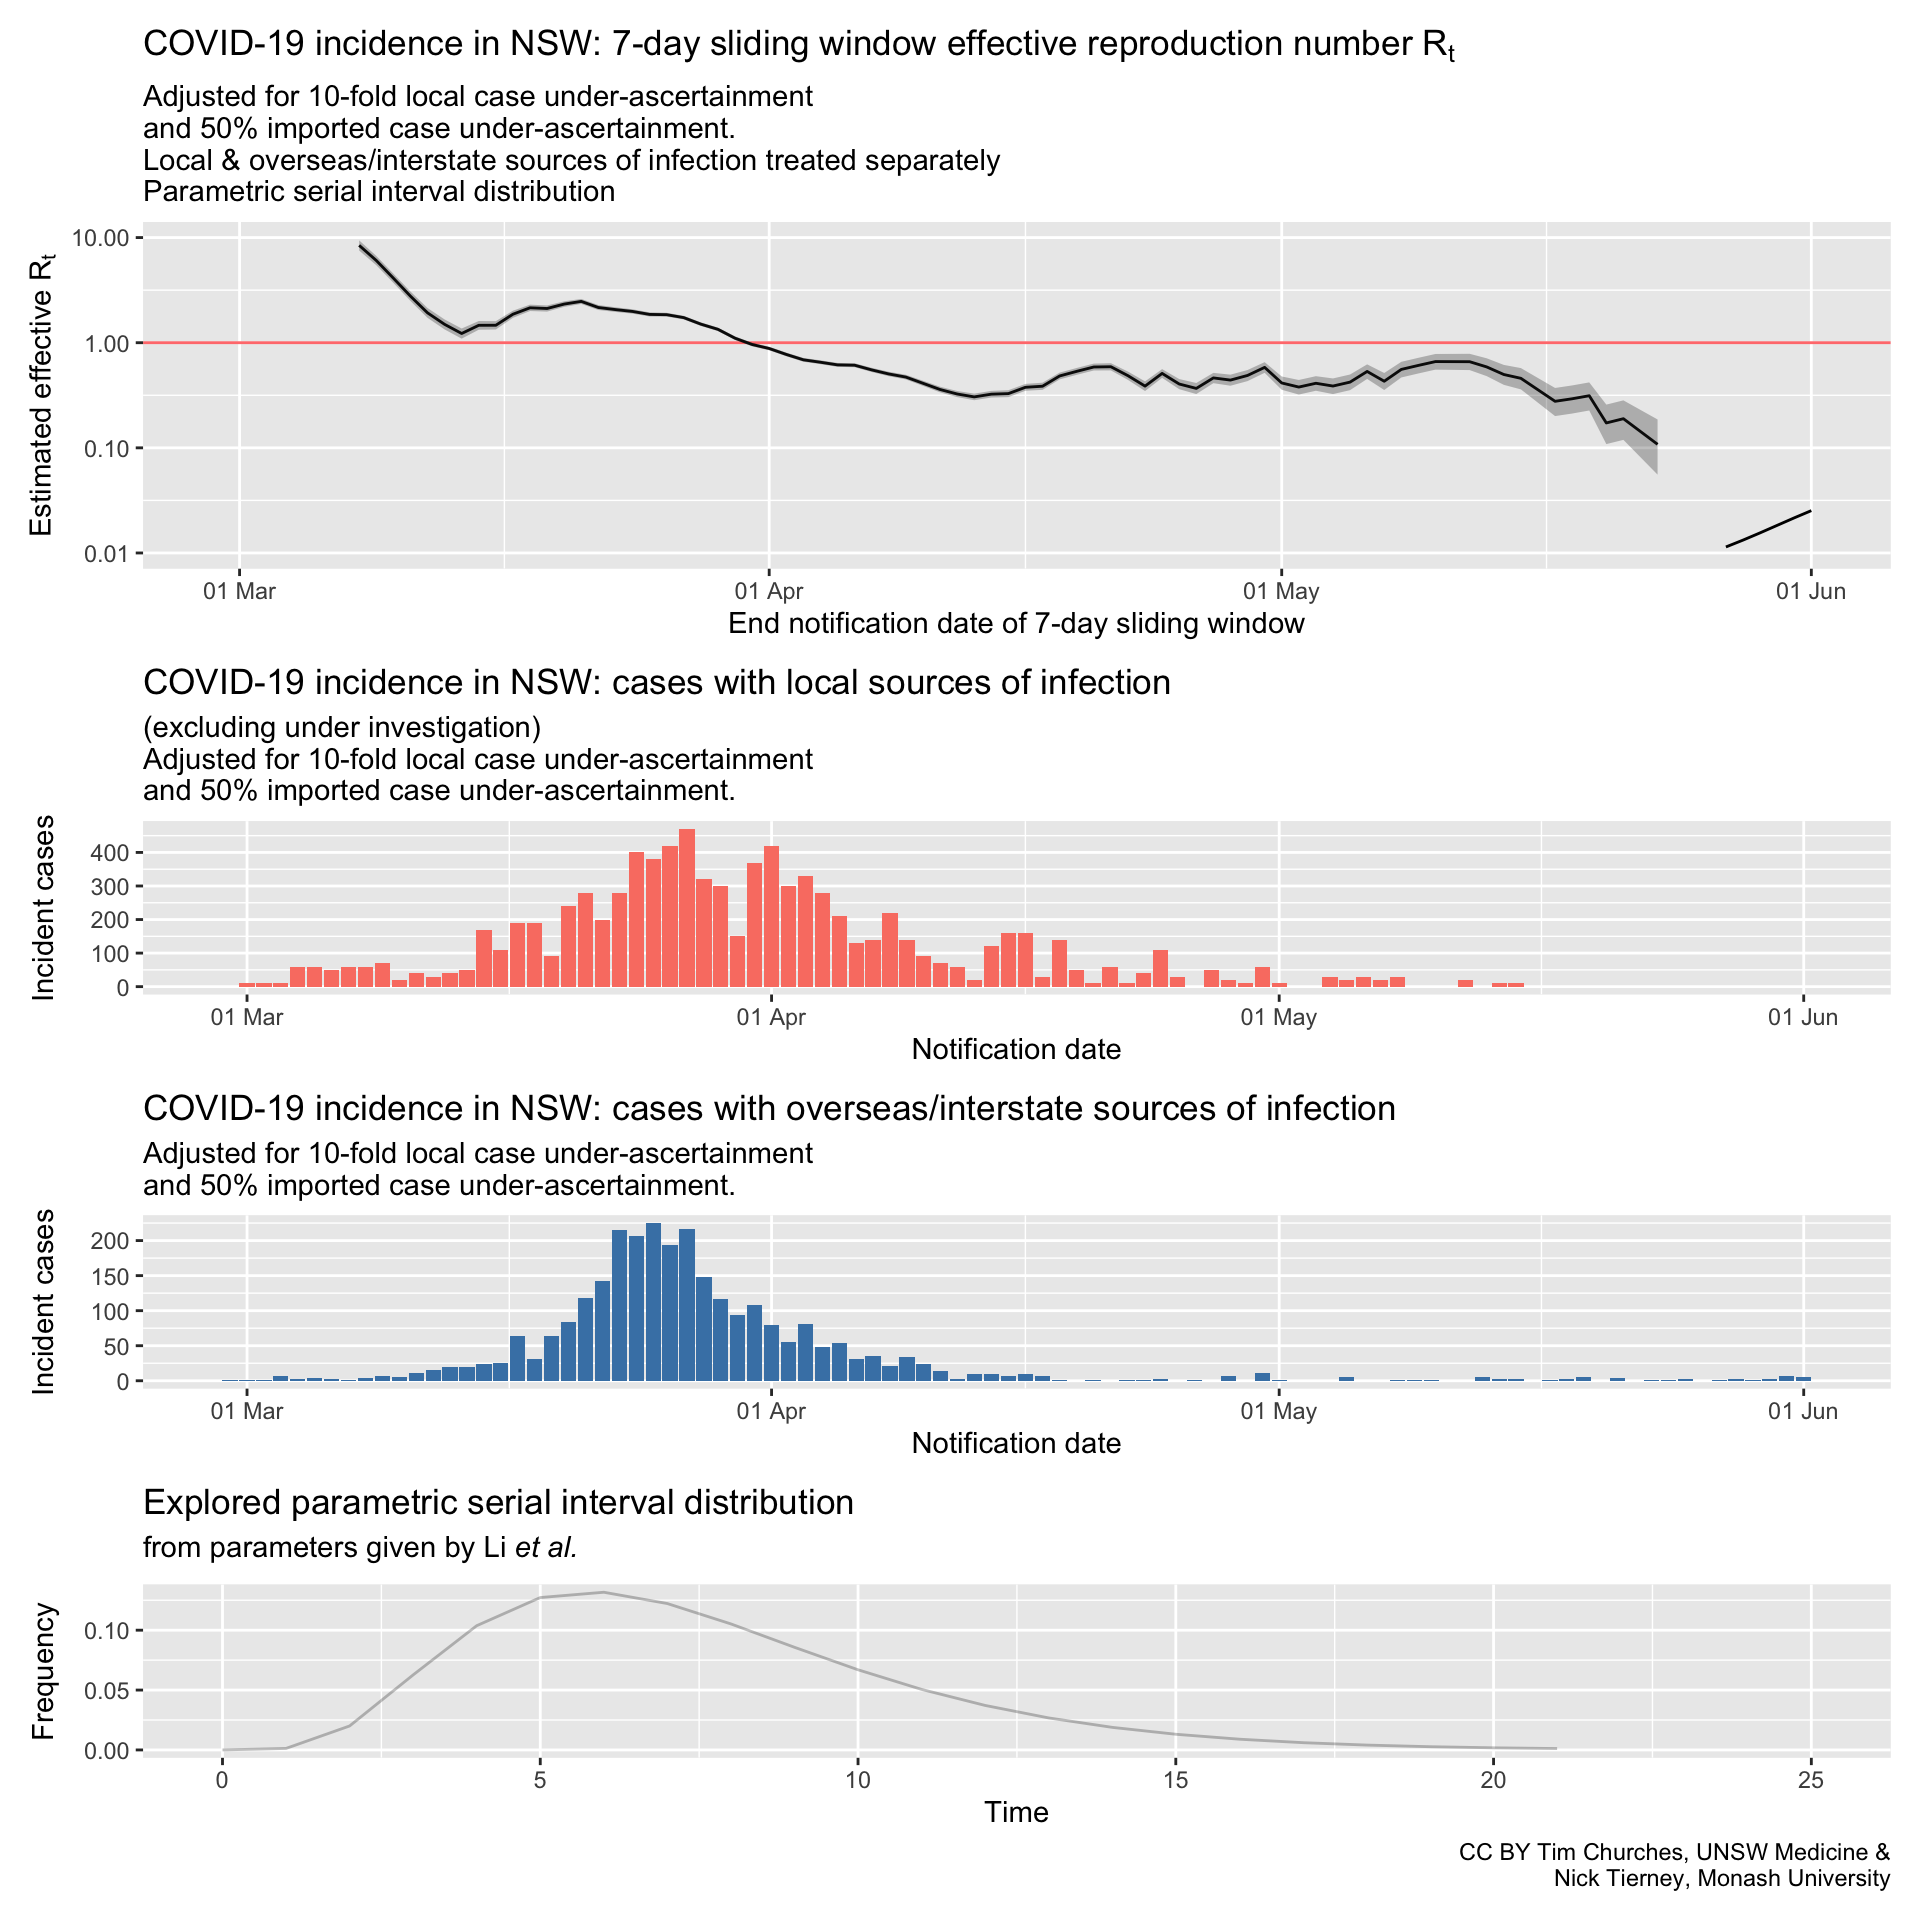 COVID-19 incidence in NSW: 7-day sliding window effective reproduction number Rt
Adjusted for 10-fold local case under-ascertainment
and 50% imported case under-ascertainment.
Local & overseas/interstate sources of infection treated separately
Parametric serial interval distribution
Estimated effective Rt
10.00
1.00
0.10
0.01
01 Mar
01 Apr
01 May
01 Jun
End notification date of 7-day sliding window
COVID-19 incidence in NSW: cases with local sources of infection
(excluding under investigation)
Adjusted for 10-fold local case under-ascertainment
and 50% imported case under-ascertainment.
Incident cases
400
300
200
100
0
01 Mar
01 Apr
01 May
01 Jun
Notification date
COVID-19 incidence in NSW: cases with overseas/interstate sources of infection
Adjusted for 10-fold local case under-ascertainment
and 50% imported case under-ascertainment.
Incident cases
200
150
100
50
0
01 Mar
01 Apr
01 May
01 Jun
Notification date
Explored parametric serial interval distribution
from parameters given by Li et al.
Frequency
0.10
0.05
0.00
0
5
10
15
20
25
Time
CC BY Tim Churches, UNSW Medicine &
Nick Tierney, Monash University